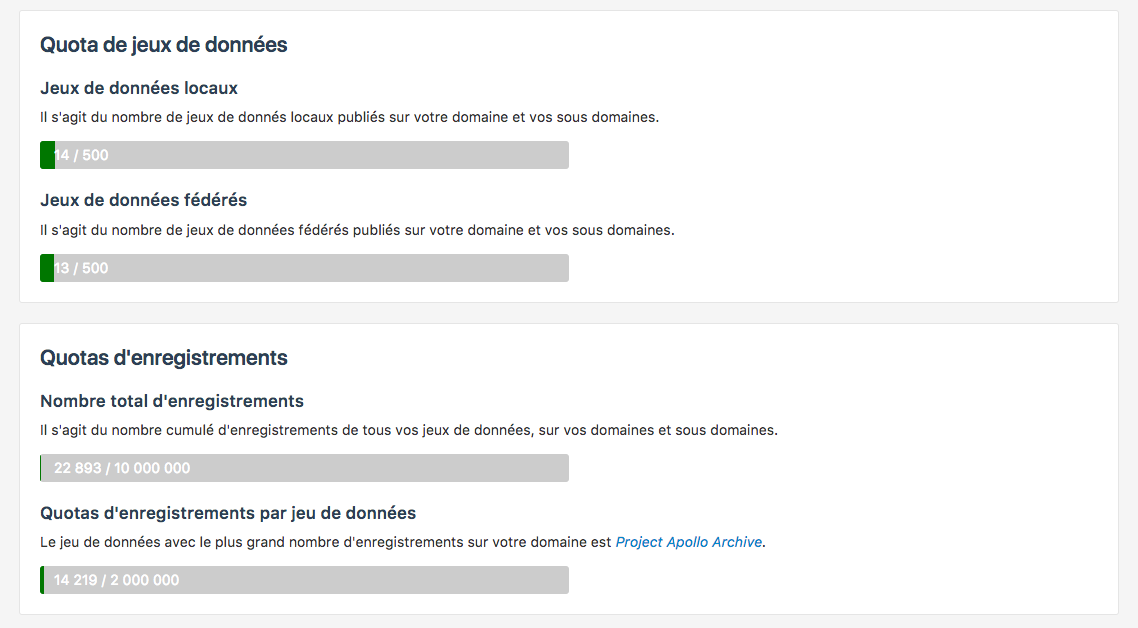 Quota de jeux de données
Jeux de données locaux
Il s'agit du nombre de jeux de donnés locaux publiés sur votre domaine et vos sous domaines.
14 / 500
Jeux de données fédérés
Il s'agit du nombre de jeux de données fédérés publiés sur votre domaine et vos sous domaines.
13 / 500
Quotas d'enregistrements
Nombre total d'enregistrements
Il s'agit du nombre cumulé d'enregistrements de tous vos jeux de données, sur vos domaines et sous domaines.
22 893 / 10 000 000
Quotas d'enregistrements par jeu de données
Le jeu de données avec le plus grand nombre d'enregistrements sur votre domaine est Project Apollo Archive.
14 219 / 2 000 000